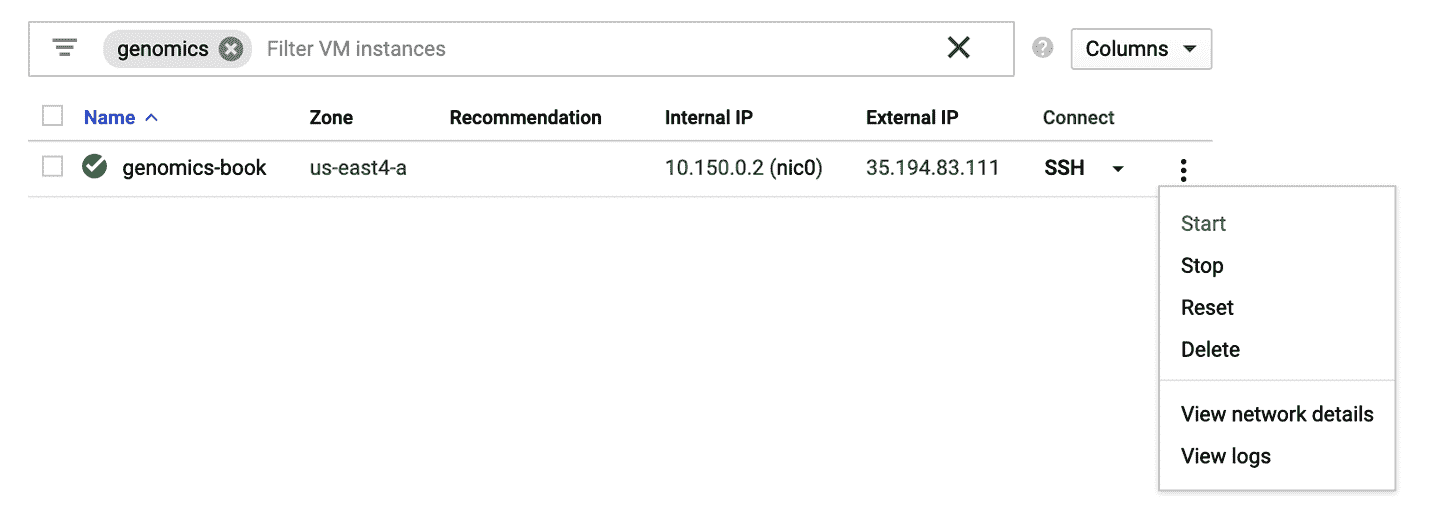 genomics Filter VM instances Columns
Name Zone Recommendation Internal IP External IP Connect
genomics-book us-east4-a 10.150.0.2 (nic0) 35.194.83.111 SSH
Start
Stop
Reset
Delete
View network details
View logs